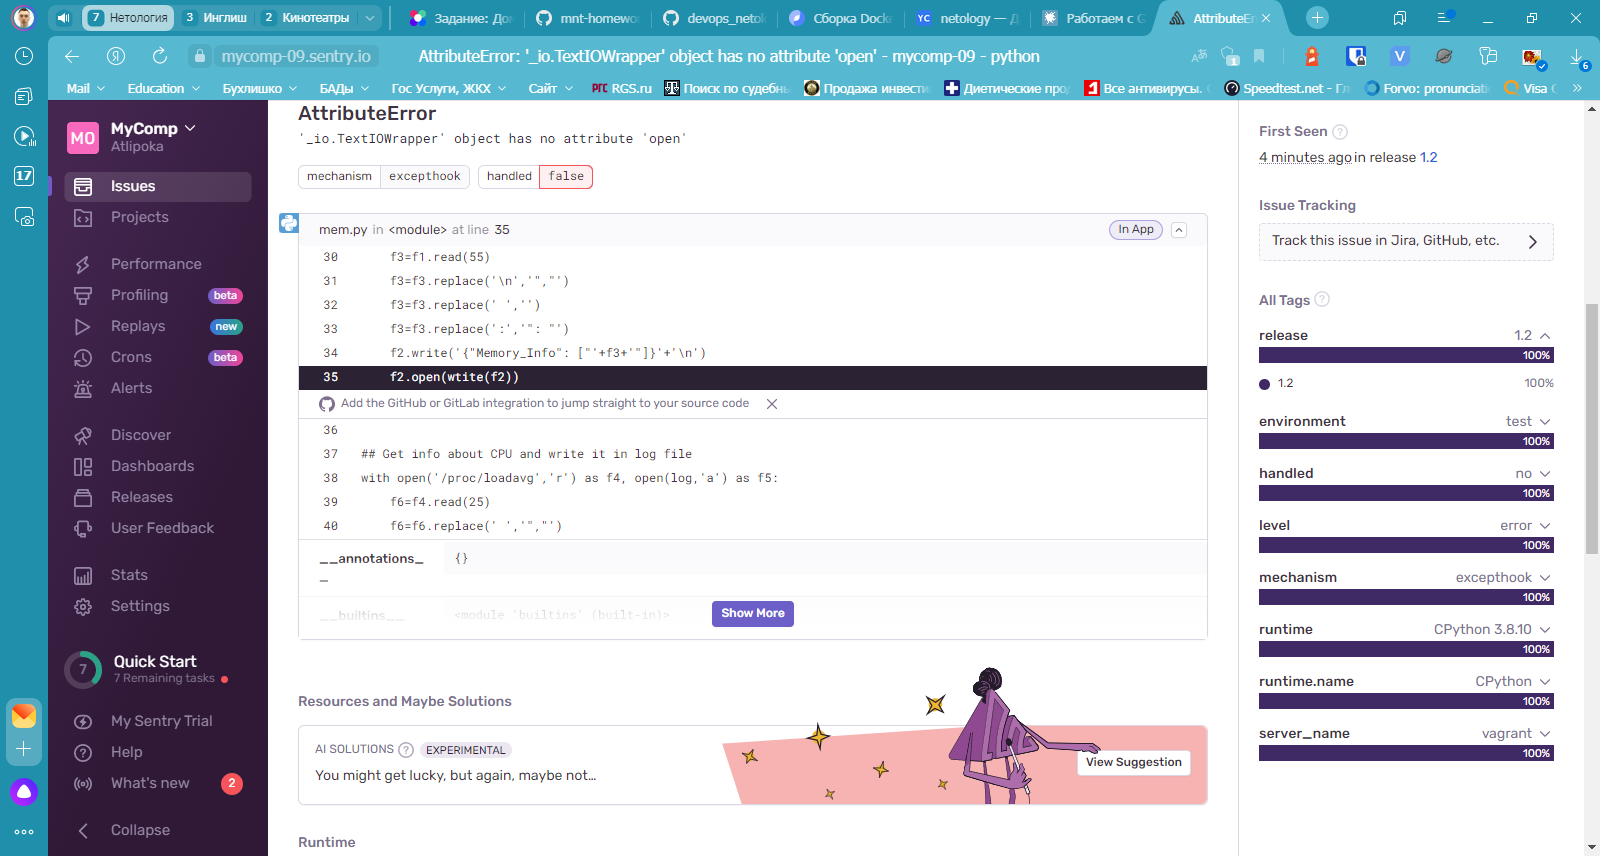 7 Нетология
3 Инглиш
2 Кинотеатры
Задание: До
mnt-homewo
devops_netol
Сборка Dock
YC netology — Д
Работаем с G
AttributeEr
mycomp-09.sentry.io
AttributeError: '_io.TextIOWrapper' object has no attribute 'open' - mycomp-09 - python
1
6
Mail
Education
Бухлишко
БАДы
Гос Услуги, ЖКХ
Сайт
РГС RGS.ru
Поиск по судебн
Продажа инвести
Диетические про
Все антивирусы.
Speedtest.net - Гл
Forvo: pronunciati
Visa
17
MO
MyComp
Atlipoka
Issues
Projects
Performance
Profiling beta
Replays new
Crons beta
Alerts
Discover
Dashboards
Releases
User Feedback
Stats
Settings
7
Quick Start
7 Remaining tasks
My Sentry Trial
Help
What's new 2
Collapse
AttributeError
'_io.TextIOWrapper' object has no attribute 'open'
mechanism excepthook handled false
mem.py in <module> at line 35
In App
30 f3=f1.read(55)
31 f3=f3.replace('\n','","')
32 f3=f3.replace(' ','')
33 f3=f3.replace(':','": "')
34 f2.write('{"Memory_Info": ["'+f3+'"]}'+'\n')
35 f2.open(wtite(f2))
Add the GitHub or GitLab integration to jump straight to your source code
36
37 ## Get info about CPU and write it in log file
38 with open('/proc/loadavg','r') as f4, open(log,'a') as f5:
39 f6=f4.read(25)
40 f6=f6.replace(' ','","')
__annotations_
_
{}
__builtins__ <module 'builtins' (built-in)>
Show More
Resources and Maybe Solutions
AI SOLUTIONS EXPERIMENTAL
You might get lucky, but again, maybe not...
View Suggestion
Runtime
First Seen
4 minutes ago in release 1.2
Issue Tracking
Track this issue in Jira, GitHub, etc.
All Tags
release 1.2
100%
1.2 100%
environment test
100%
handled no
100%
level error
100%
mechanism excepthook
100%
runtime CPython 3.8.10
100%
runtime.name CPython
100%
server_name vagrant
100%